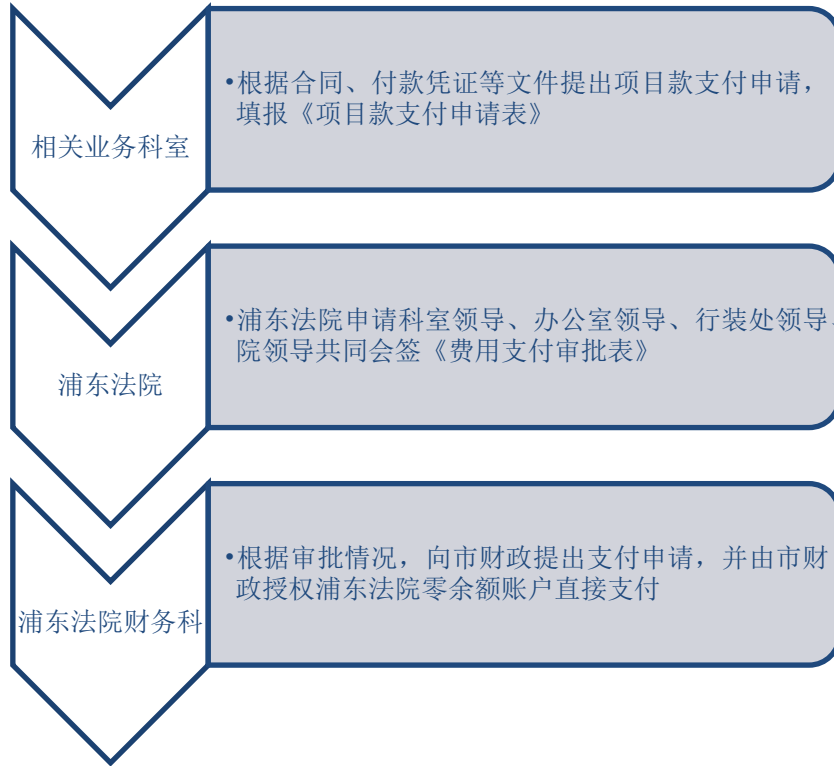 相关业务科室
•根据合同、付款凭证等文件提出项目款支付申请，
填报《项目款支付申请表》
浦东法院
•浦东法院申请科室领导、办公室领导、行装处领导、
院领导共同会签《费用支付审批表》
浦东法院财务科
•根据审批情况，向市财政提出支付申请，并由市财
政授权浦东法院零余额账户直接支付